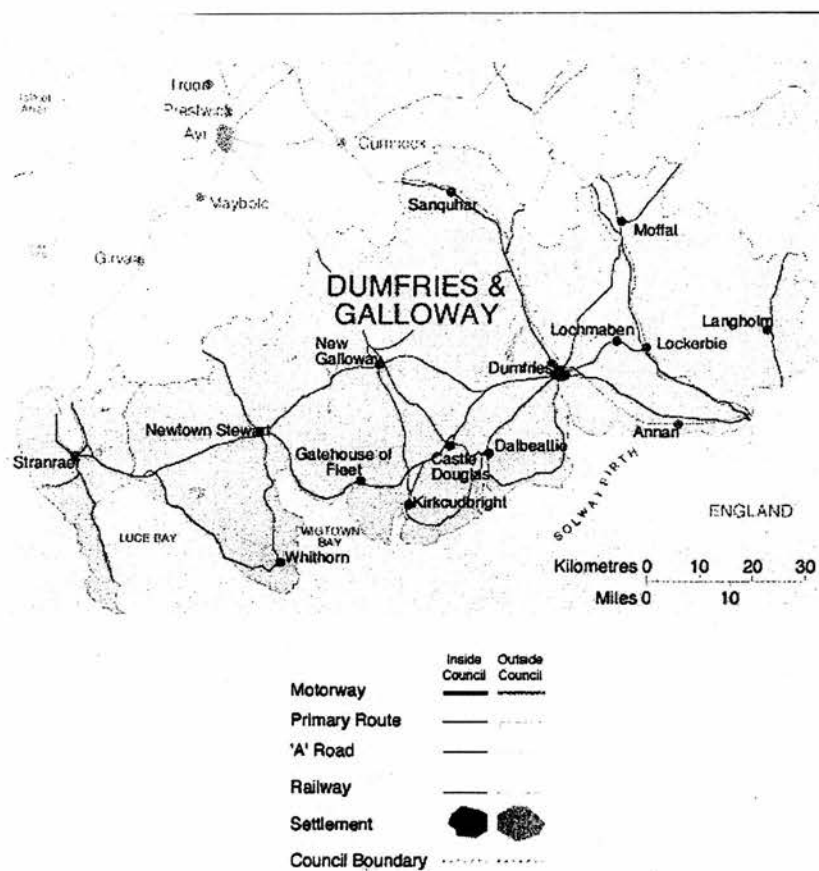 Troon
Prestwick
Ayr
Cumnock
Maybole
Sanquhar
Moffat
Girvan
DUMFRIES &
GALLOWAY
New
Galloway
Lochmaben
Langholm
Lockerbie
Dumfries
Newtown Stewart
Stranraer
Gatehouse of
Fleet
Castle
Douglas
Dalbeattie
Annan
Kirkcudbright
SOLWAY FIRTH
ENGLAND
LUCE BAY
WIGTOWN
BAY
Whithorn
Kilometres 0 10 20 30
Miles 0 10
Inside
Council
Outside
Council
Motorway
Primary Route
'A' Road
Railway
Settlement
Council Boundary